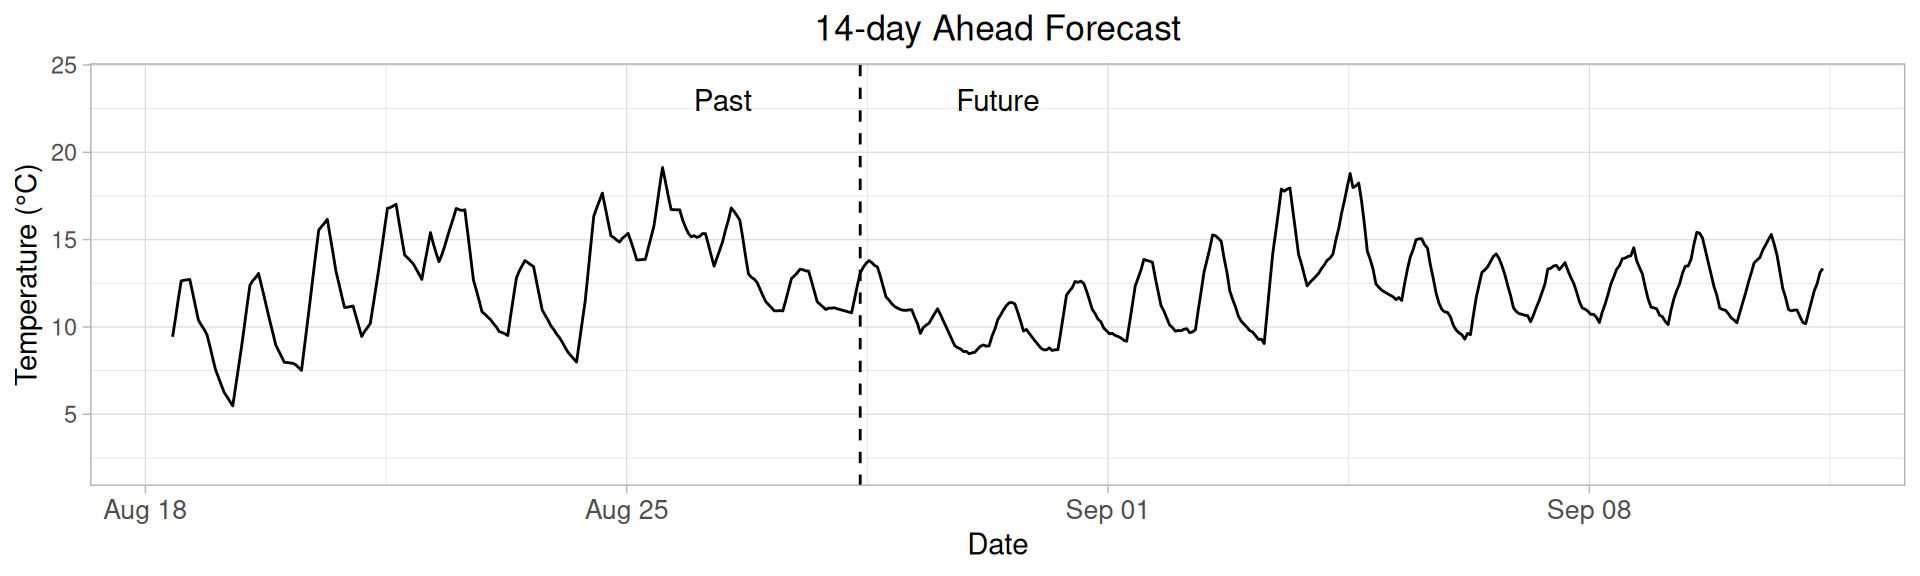 14-day Ahead Forecast
25
20
15
10
5
Temperature (°C)
Past
Future
Aug 18
Aug 25
Sep 01
Sep 08
Date